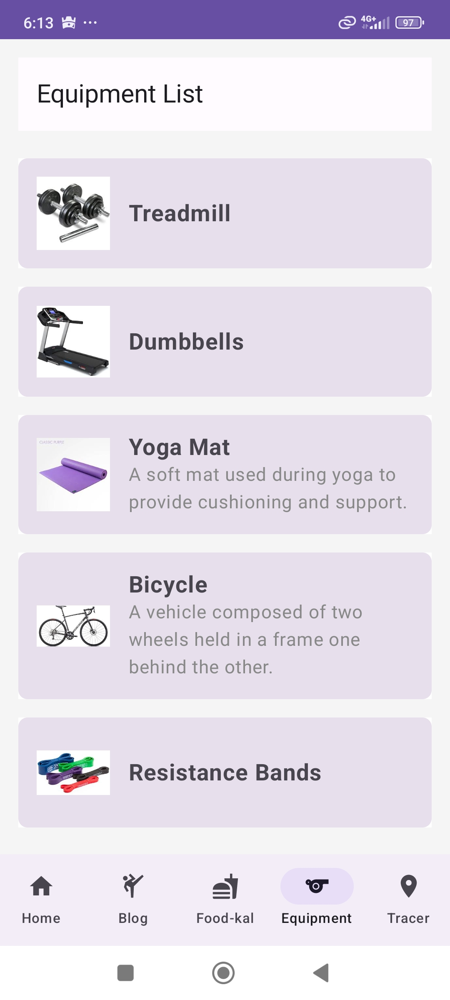 6:13
4G+
97
Equipment List
Treadmill
Dumbbells
CLASSIC PURPLE
Yoga Mat
A soft mat used during yoga to
provide cushioning and support.
Bicycle
A vehicle composed of two
wheels held in a frame one
behind the other.
Resistance Bands
Home
Blog
Food-kal
Equipment
Tracer